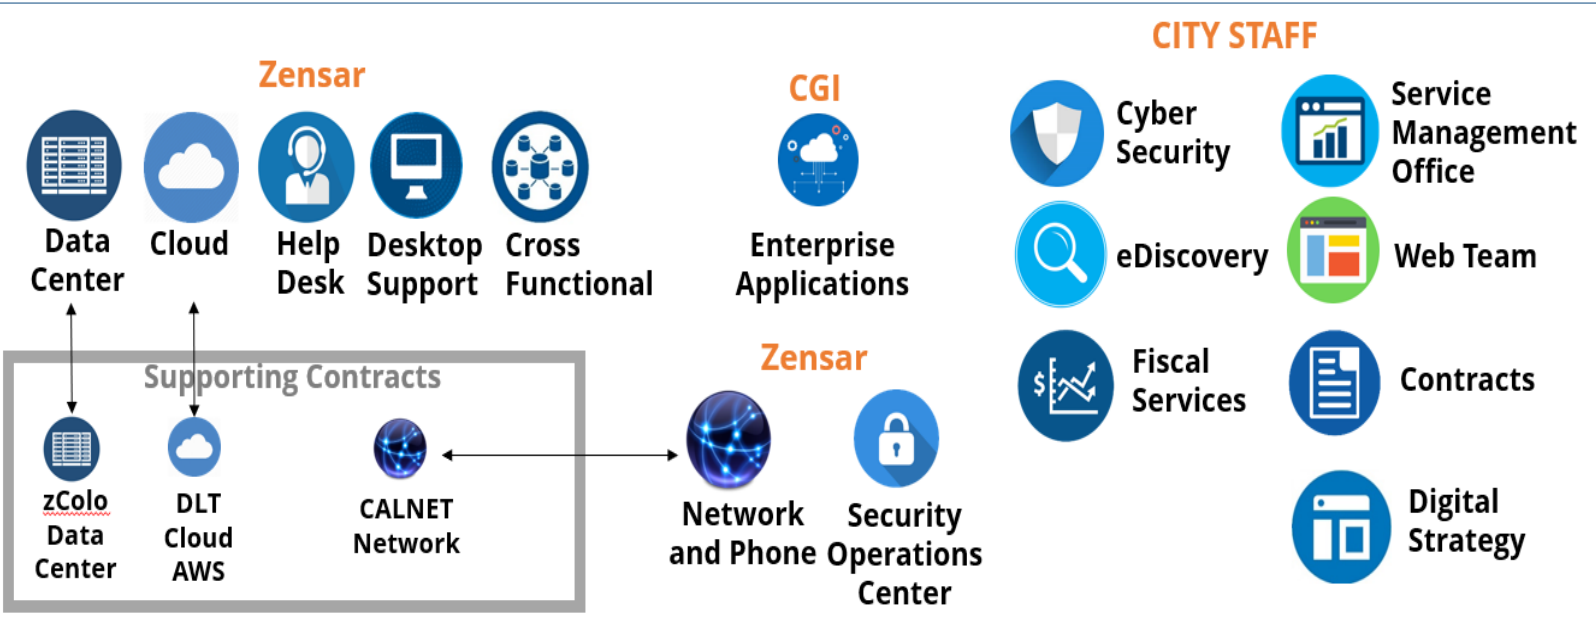 Zensar
Data
Center
Cloud
Help
Desk
Desktop
Support
Cross
Functional
Supporting Contracts
zColo
Data
Center
DLT
Cloud
AWS
CALNET
Network
CGI
Enterprise
Applications
Zensar
Network
and Phone
Security
Operations
Center
CITY STAFF
Cyber
Security
Service
Management
Office
eDiscovery
Web Team
Fiscal
Services
$
Contracts
Digital
Strategy